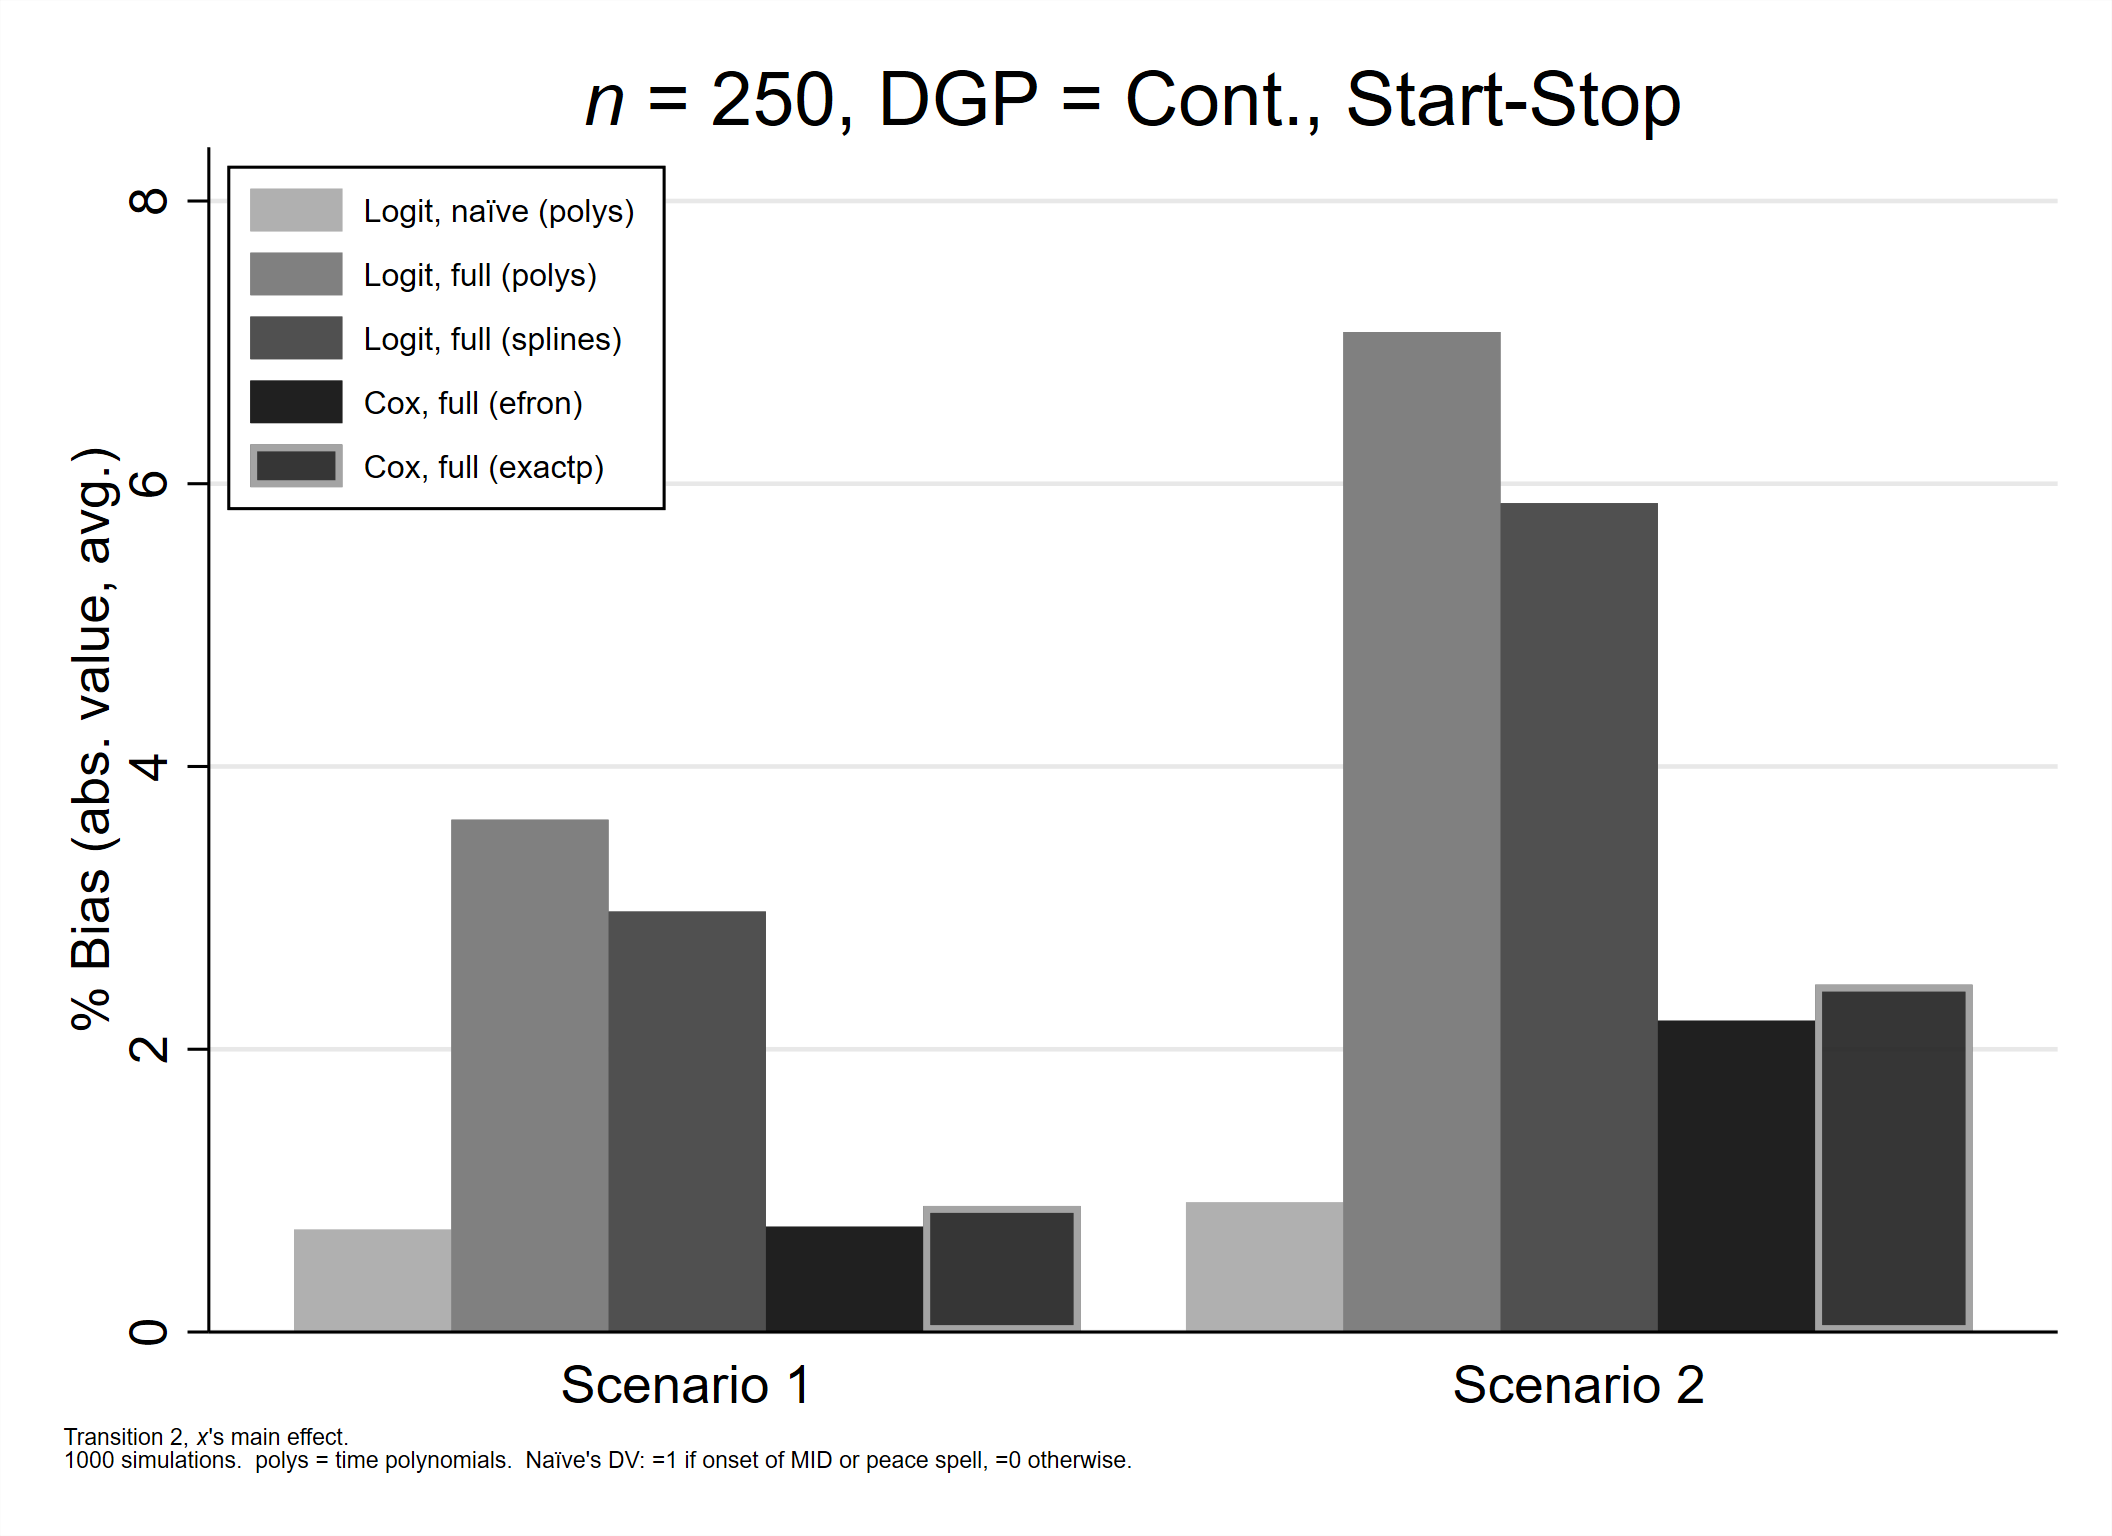 n = 250, DGP = Cont., Start-Stop
% Bias (abs. value, avg.)
8
6
4
2
0
Logit, naïve (polys)
Logit, full (polys)
Logit, full (splines)
Cox, full (efron)
Cox, full (exactp)
Scenario 1
Scenario 2
Transition 2, x's main effect.
1000 simulations.  polys = time polynomials.  Naïve's DV: =1 if onset of MID or peace spell, =0 otherwise.